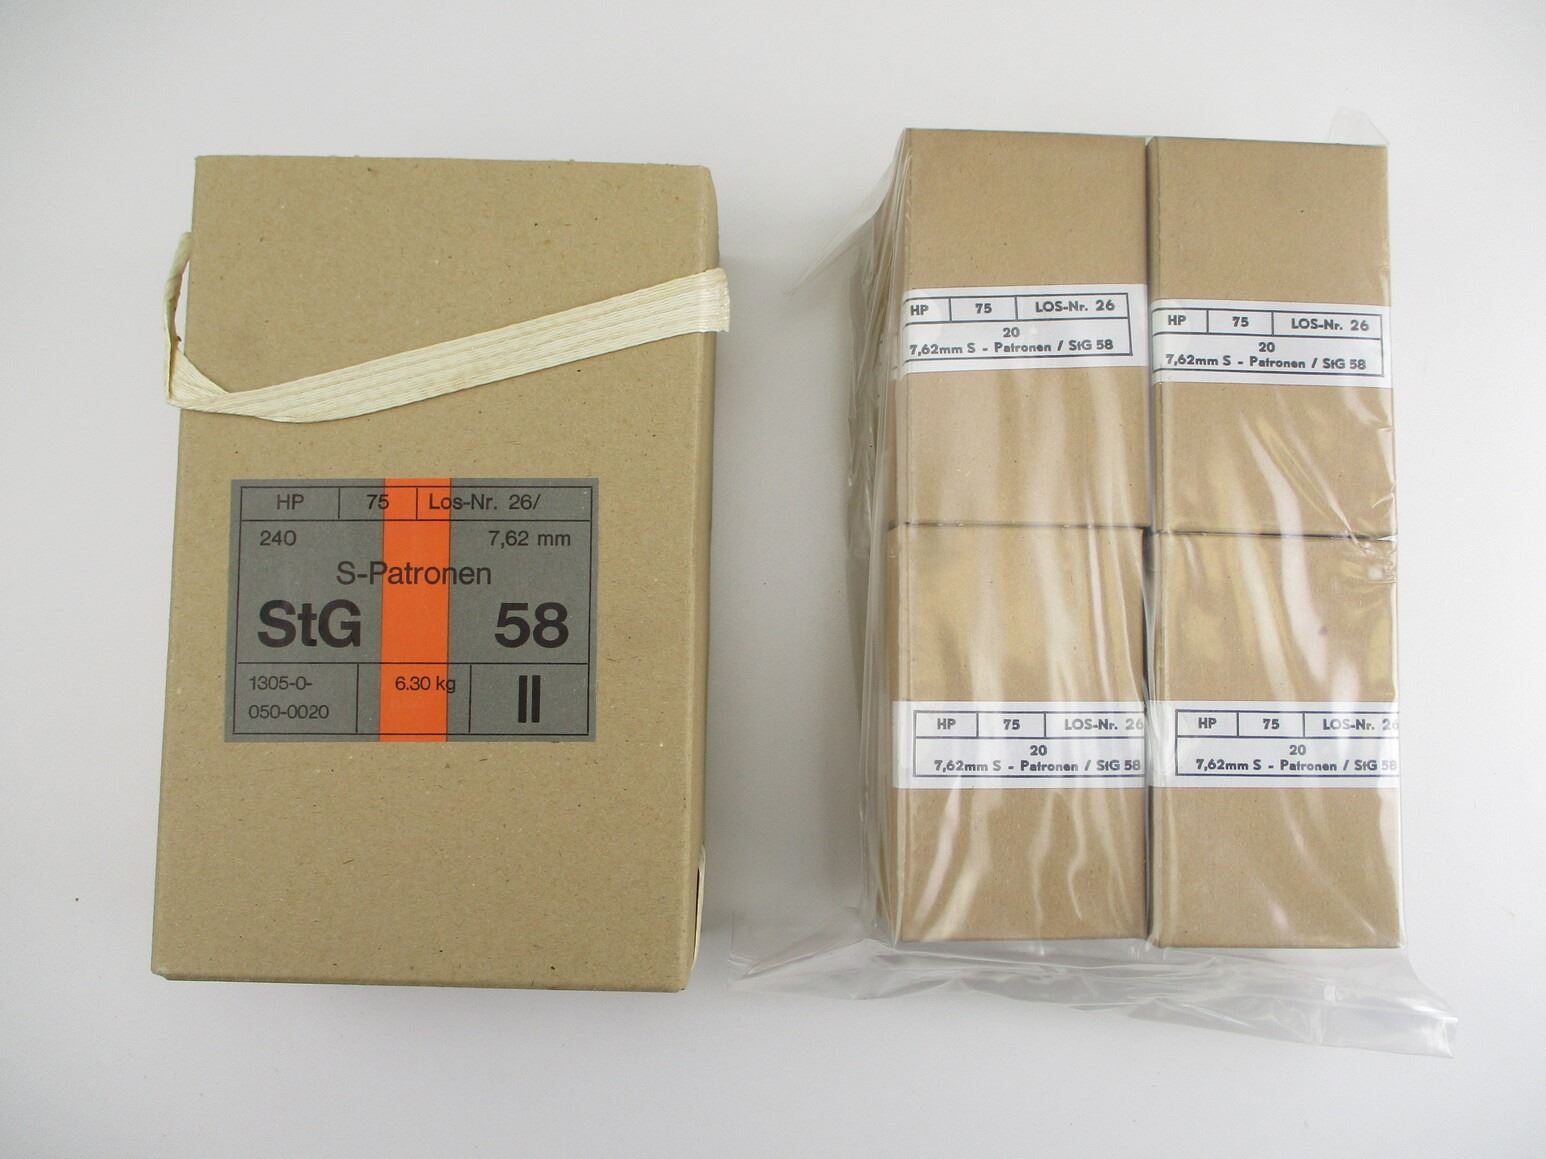 HP 75 Los-Nr. 26/
240 7,62 mm
S-Patronen
StG 58
1305-0- 6.30 kg II
050-0020
HP 75 LOS-Nr. 26
20
7,62mm S - Patronen / StG 58
HP 75 LOS-Nr. 26
20
7,62mm S - Patronen / StG 58
HP 75 LOS-Nr. 26
20
7,62mm S - Patronen / StG 58
HP 75 LOS-Nr. 26
20
7,62mm S - Patronen / StG 58